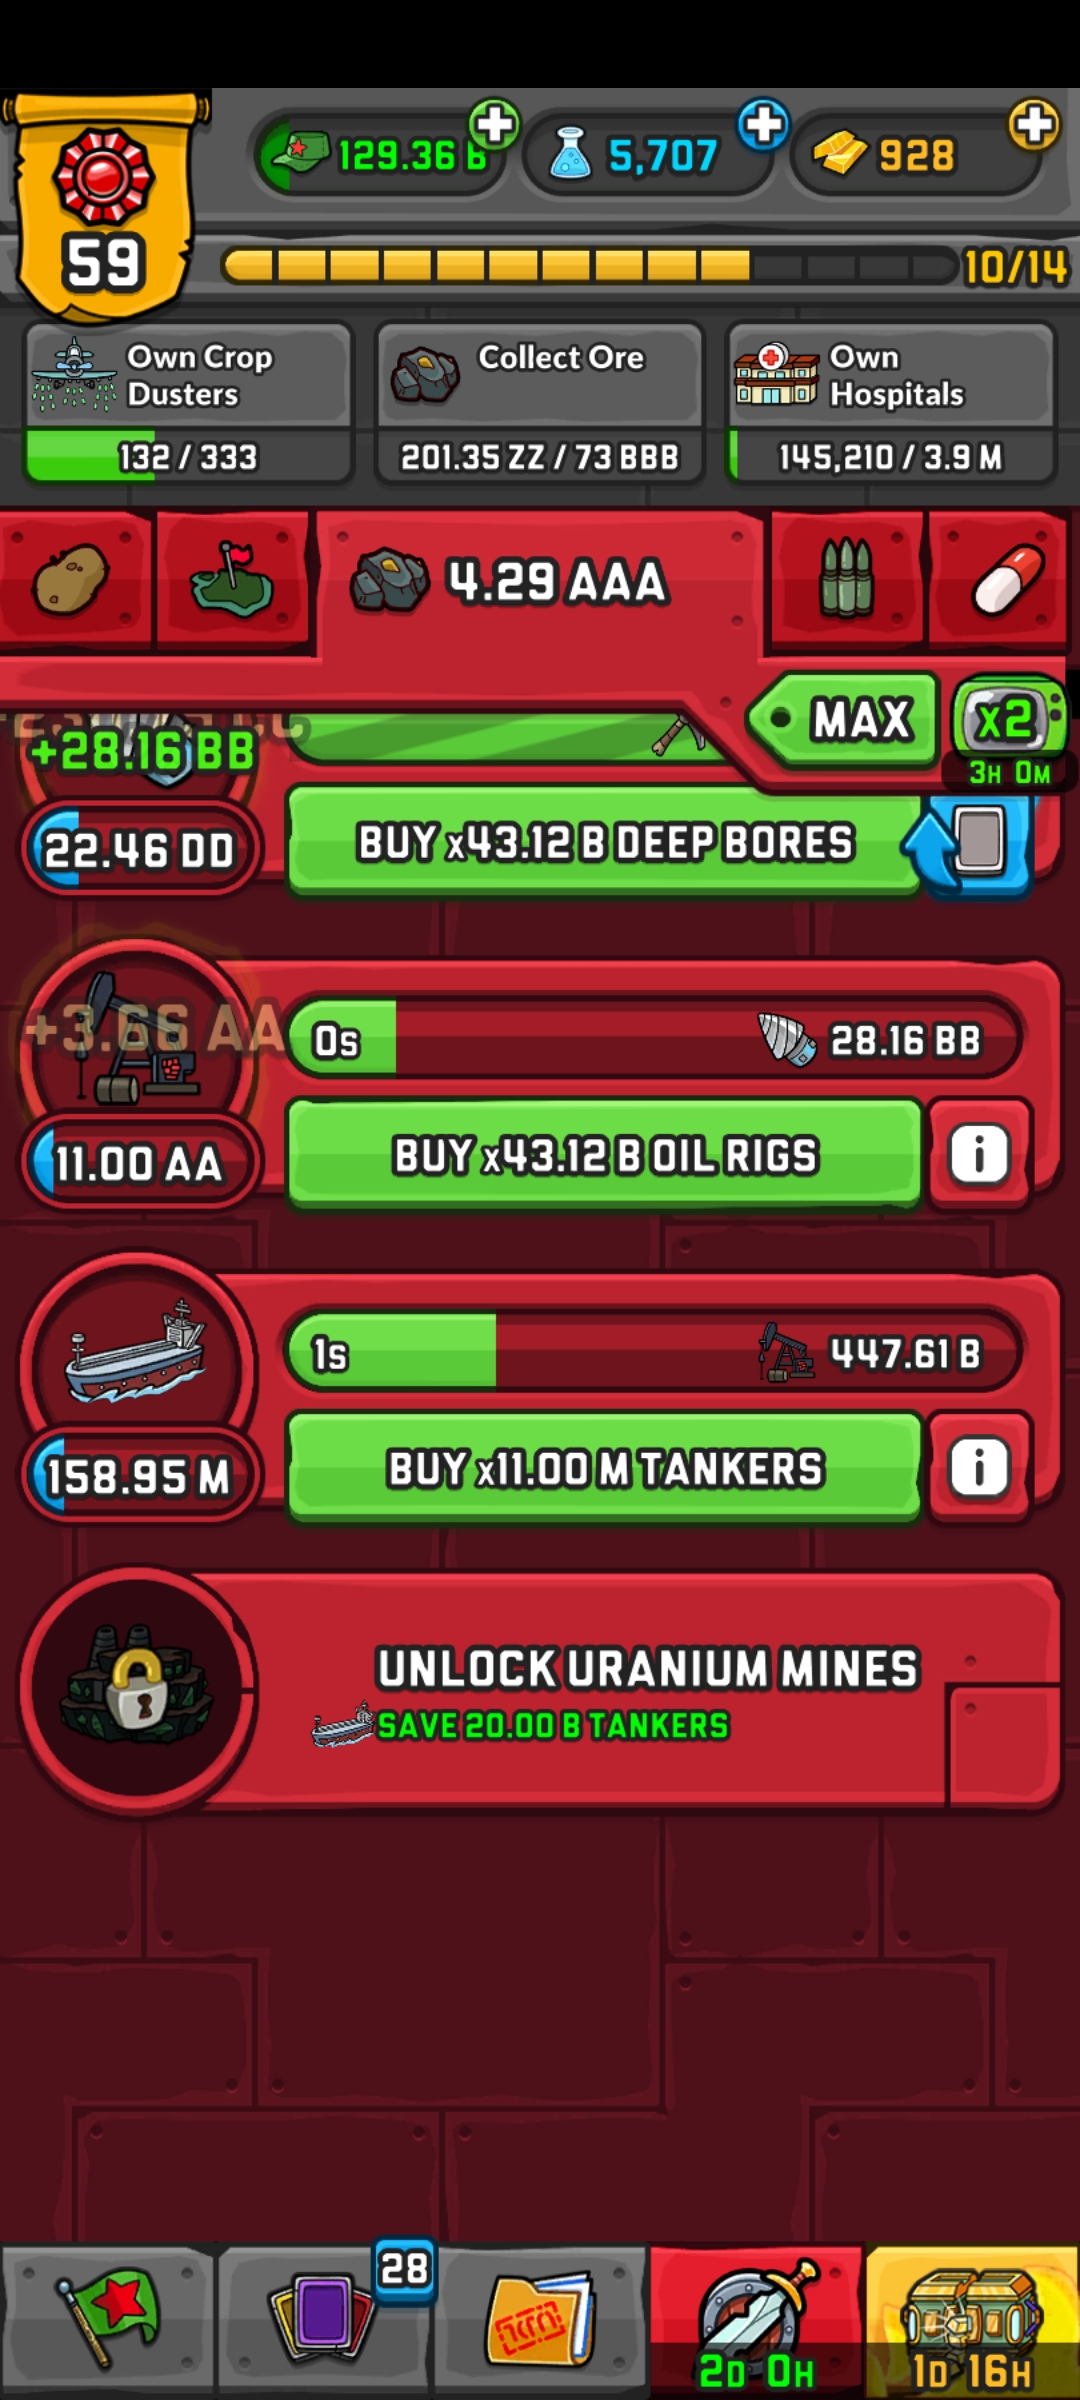 129.36 B
5,707
928
59
10/14
Own Crop
Dusters
132 / 333
Collect Ore
201.35 ZZ / 73 BBB
Own
Hospitals
145,210 / 3.9 M
4.29 AAA
MAX
x2
3H 0M
+28.16 BB
22.46 DD
BUY x43.12 B DEEP BORES
+3.66 AA
0s
28.16 BB
11.00 AA
BUY x43.12 B OIL RIGS
i
1s
447.61 B
158.95 M
BUY x11.00 M TANKERS
i
UNLOCK URANIUM MINES
SAVE 20.00 B TANKERS
28
2D 0H
1D 16H